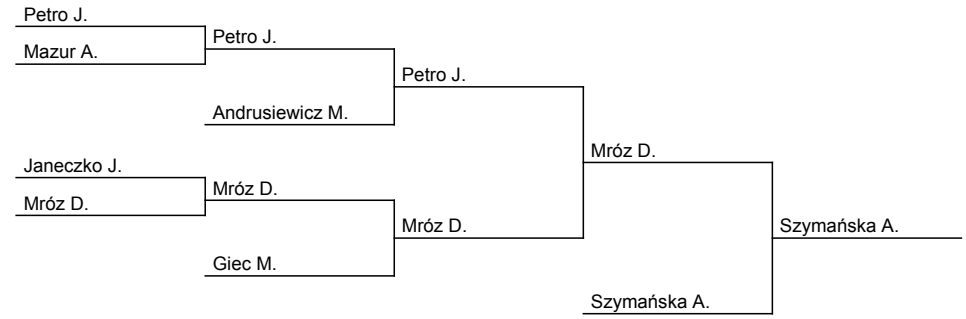 Petro J.
Mazur A.
Petro J.
Andrusiewicz M.
Petro J.
Janeczko J.
Mróz D.
Mróz D.
Giec M.
Mróz D.
Mróz D.
Szymańska A.
Szymańska A.